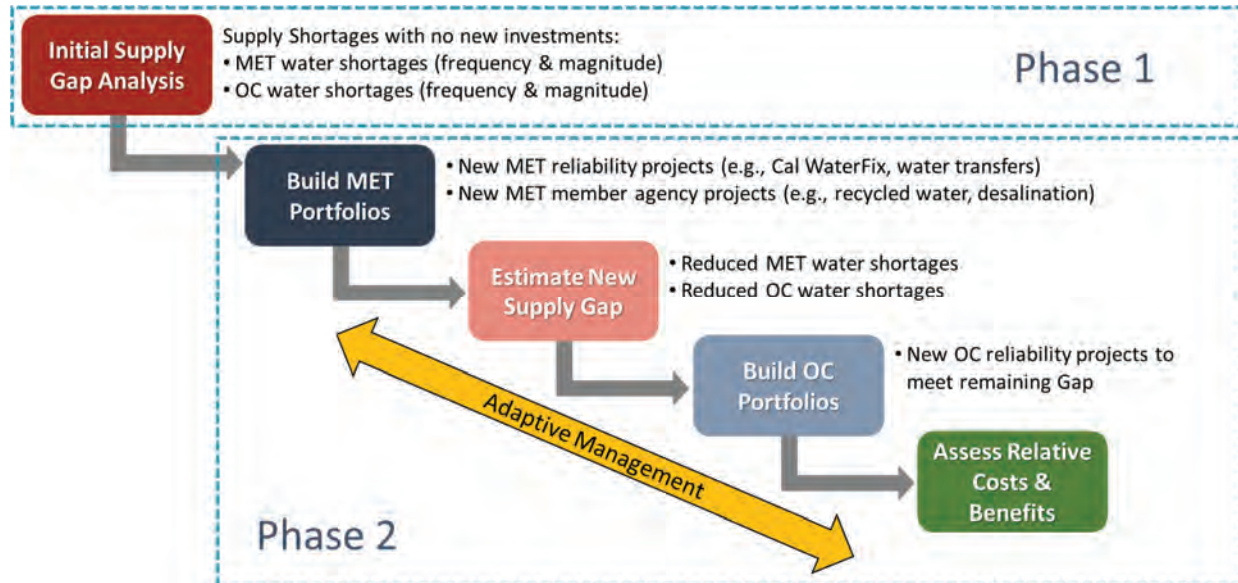 Initial Supply
Gap Analysis
Supply Shortages with no new investments:
• MET water shortages (frequency & magnitude)
• OC water shortages (frequency & magnitude)
Phase 1
Build MET
Portfolios
• New MET reliability projects (e.g., Cal WaterFix, water transfers)
• New MET member agency projects (e.g., recycled water, desalination)
Estimate New
Supply Gap
• Reduced MET water shortages
• Reduced OC water shortages
Build OC
Portfolios
• New OC reliability projects to
meet remaining Gap
Adaptive Management
Assess Relative
Costs &
Benefits
Phase 2